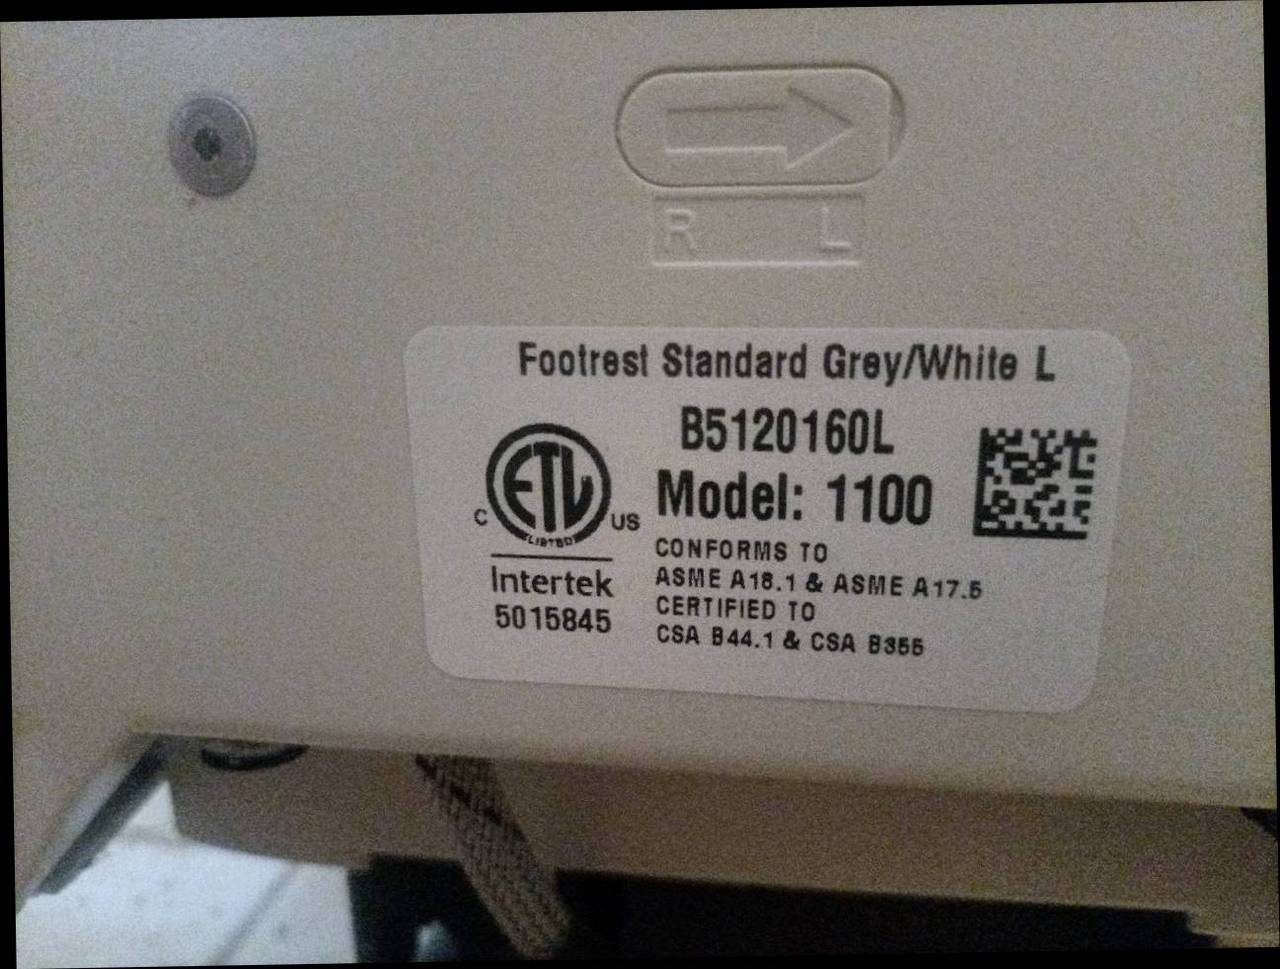 R L
Footrest Standard Grey/White L
B5120160L
Model: 1100
C ETL US
LISTED
Intertek
5015845
CONFORMS TO
ASME A18.1 & ASME A17.5
CERTIFIED TO
CSA B44.1 & CSA B355